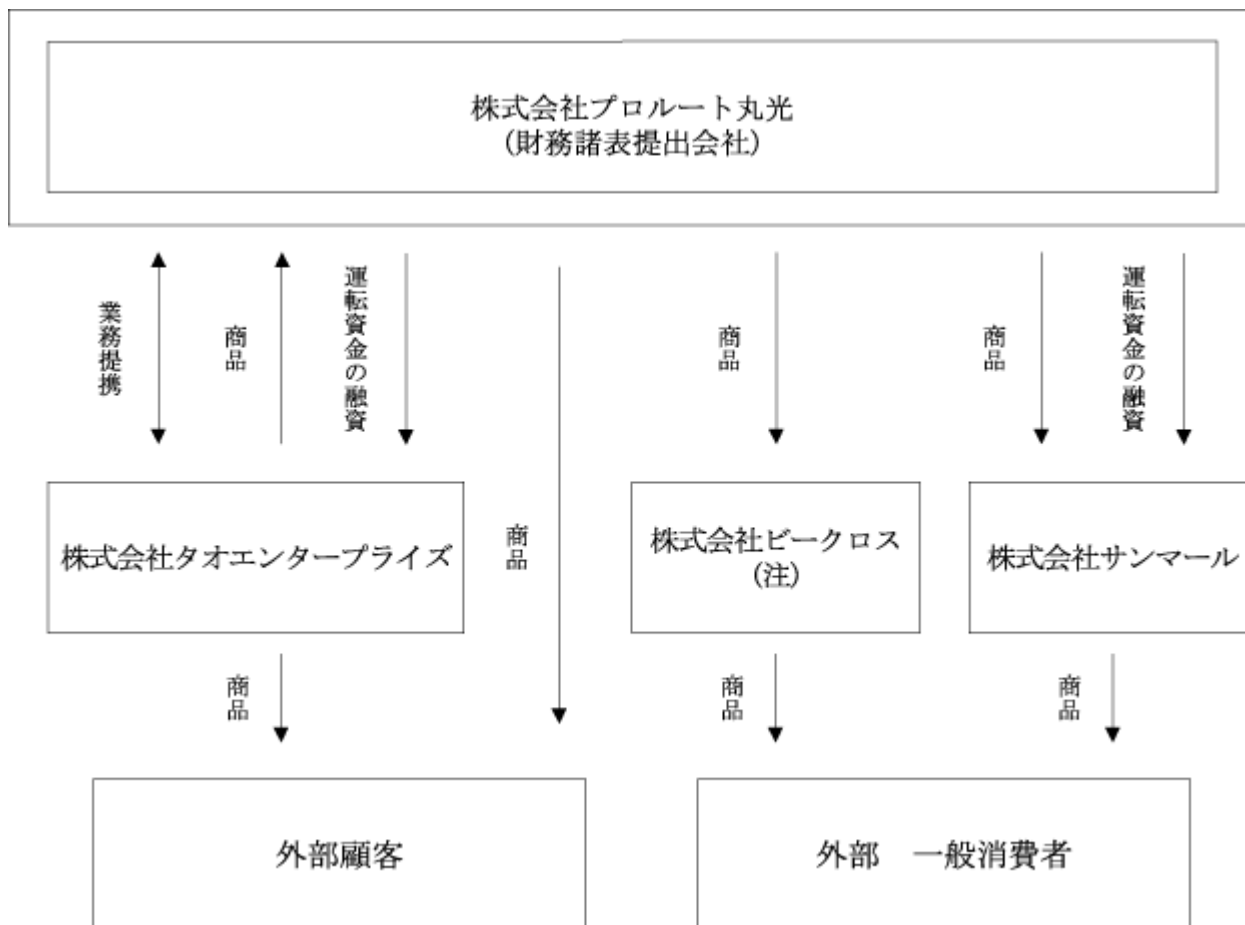 株式会社プロルート丸光
(財務諸表提出会社)
業務提携
商品
運転資金の融資
商品
商品
商品
運転資金の融資
株式会社タオエンタープライズ
株式会社ビークロス
(注)
株式会社サンマール
商品
商品
商品
外部顧客
外部　一般消費者